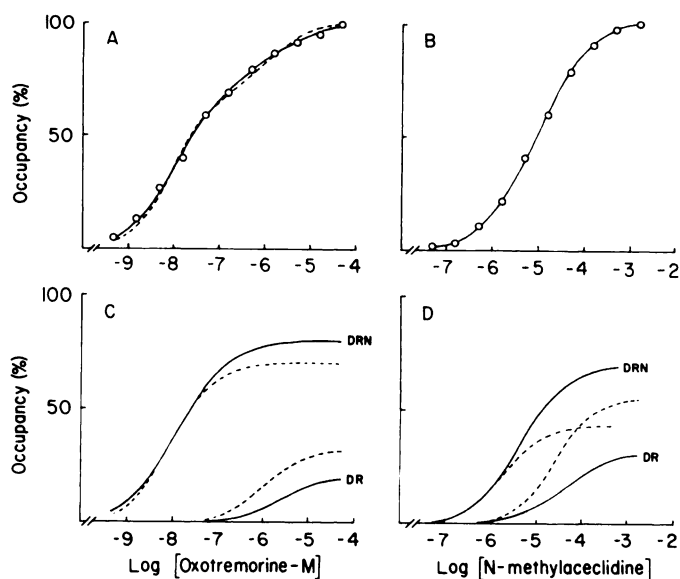 100
A
B
Occupancy (%)
50
-9 -8 -7 -6 -5 -4
-7 -6 -5 -4 -3 -2
100
C
D
DRN
DRN
Occupancy (%)
50
DR
DR
-9 -8 -7 -6 -5 -4
-7 -6 -5 -4 -3 -2
Log [Oxotremorine-M]
Log [N-methylaceclidine]